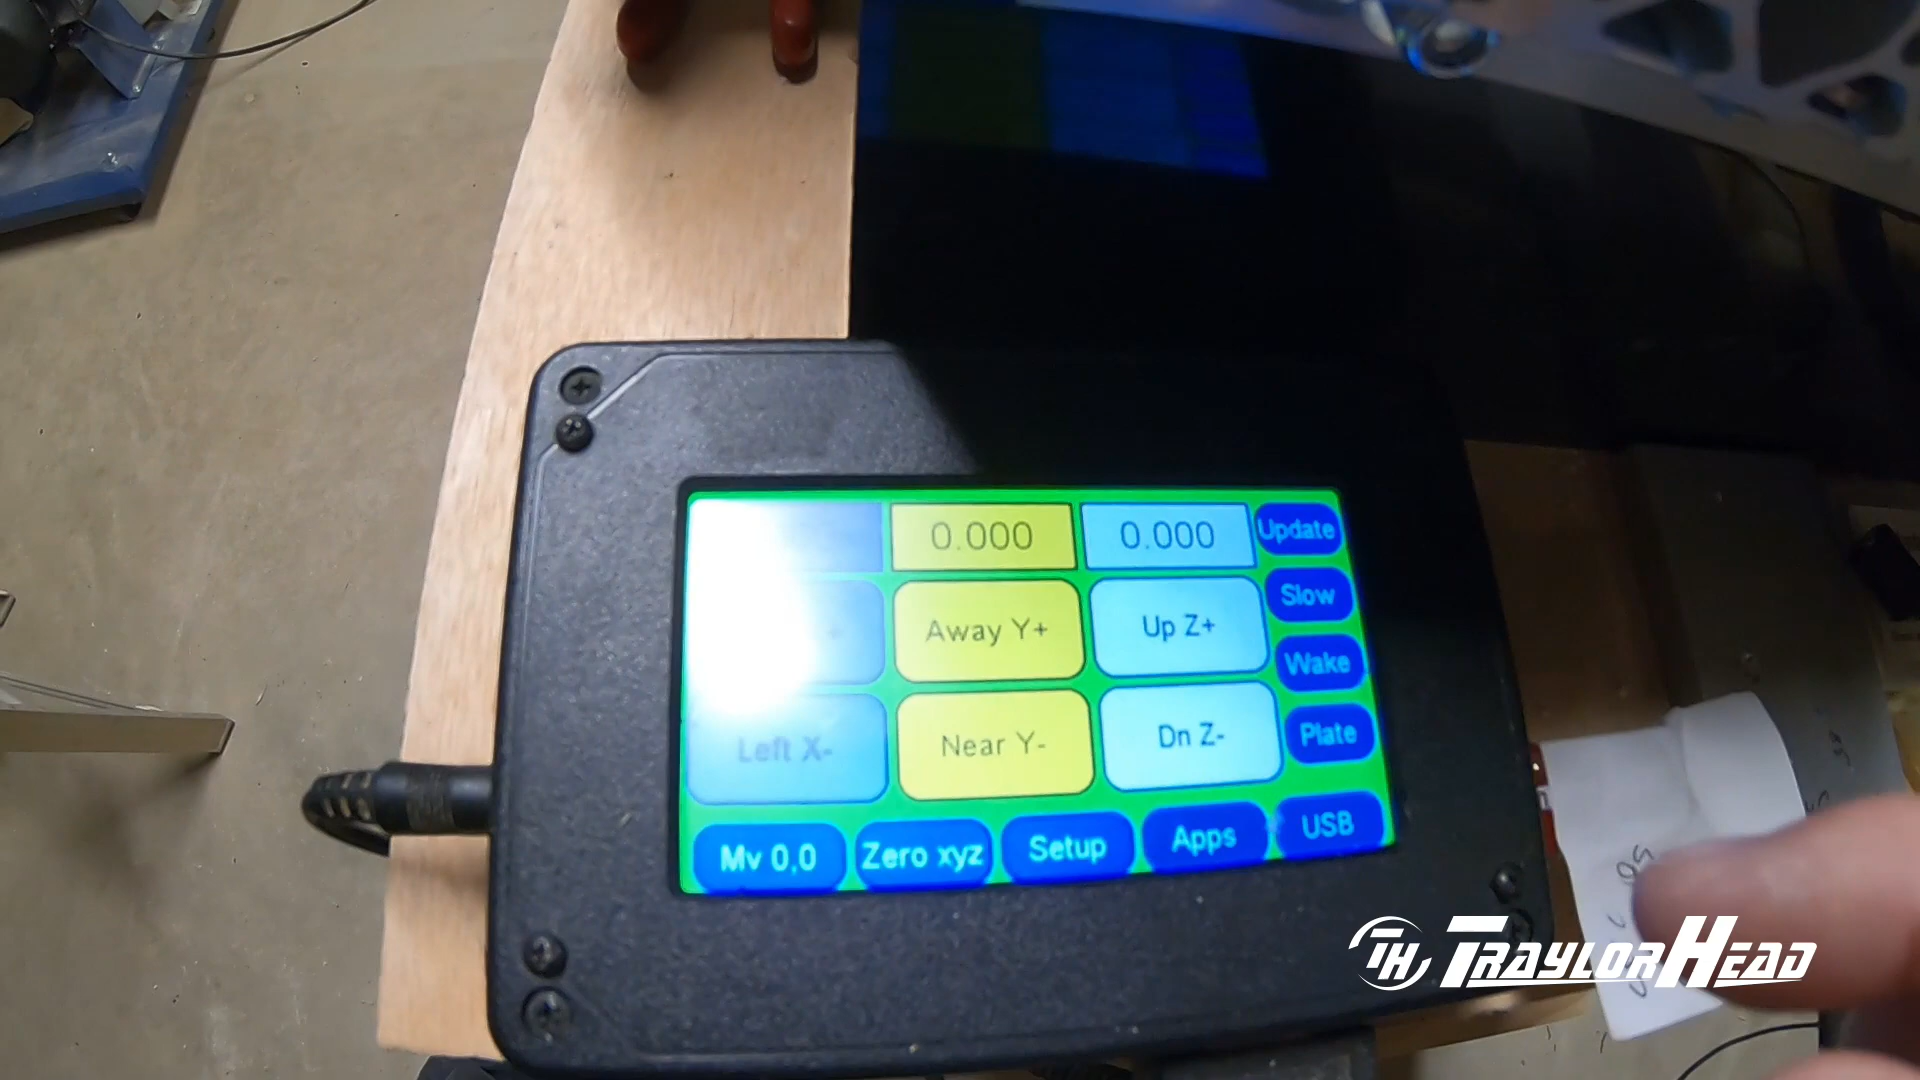 0.000 0.000 Update
Away Y+ Up Z+ Slow
Wake
Left X- Near Y- Dn Z- Plate
Mv 0,0 Zero xyz Setup Apps USB
TH TRAYLORHEAD